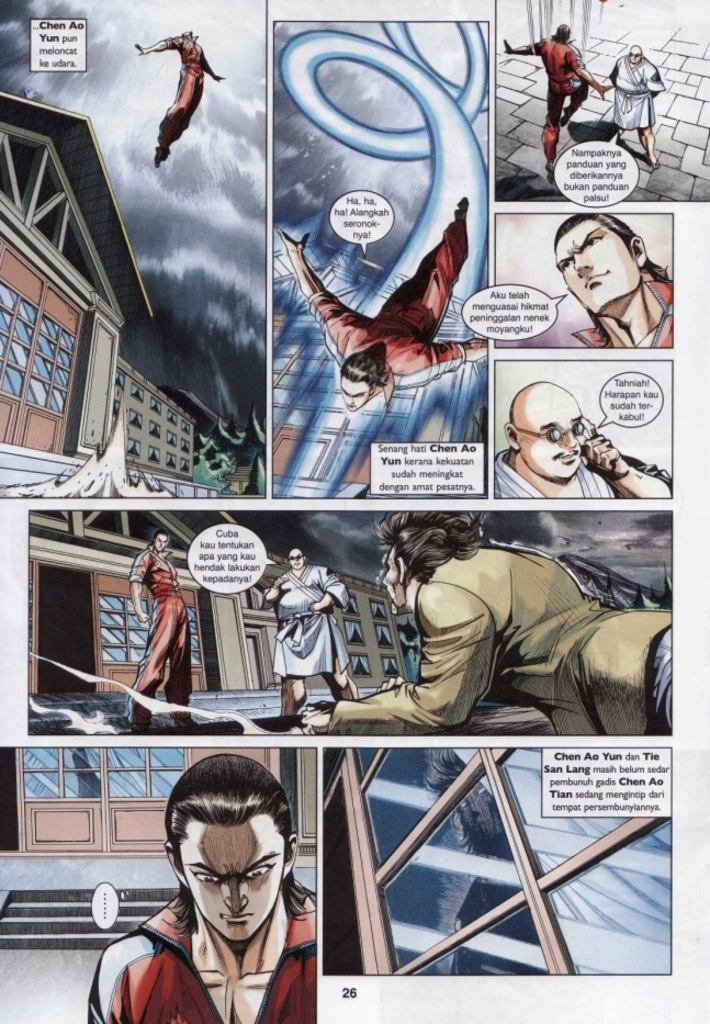 ...Chen Ao
Yun pun
meloncat
ke udara.
Ha, ha,
ha! Alangkah
seronok-
nya!
Senang hati Chen Ao
Yun kerana kekuatan
sudah meningkat
dengan amat pesatnya.
Nampaknya
panduan yang
diberikannya
bukan panduan
palsu!
Aku telah
menguasai hikmat
peninggalan nenek
moyangku!
Tahniah!
Harapan kau
sudah ter-
kabul!
Cuba
kau tentukan
apa yang kau
hendak lakukan
kepadanya!
......
Chen Ao Yun dan Tie
San Lang masih belum sedar
pembunuh gadis Chen Ao
Tian sedang mengintip dari
tempat persembunyiannya.
26